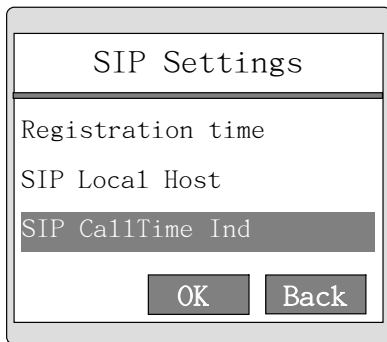 SIP Settings
Registration time
SIP Local Host
SIP CallTime Ind
OK Back